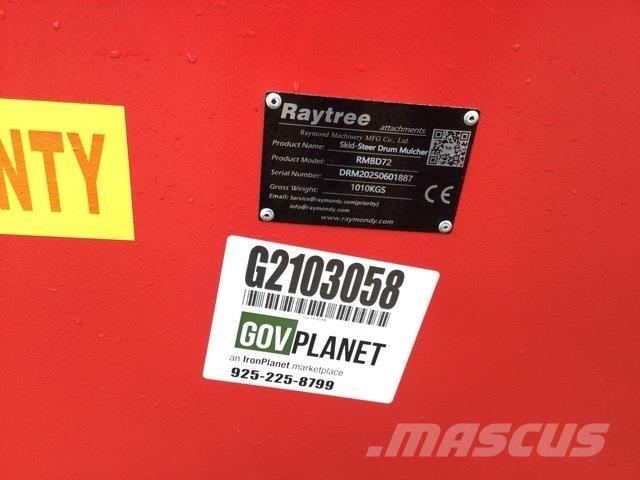 NTY
Raytree
attachments
Raymond Machinery MFG Co., Ltd.
Product Name: Skid-Steer Drum Mulcher
Product Model: RMBD72
Serial Number: DRM20250601887
Gross Weight: 1010KGS
Email: Service@raymondy.com(priority)
info@raymondy.com
www.raymondy.com
CE
G2103058
GOVPLANET
an IronPlanet marketplace
925-225-8799
MASCUS